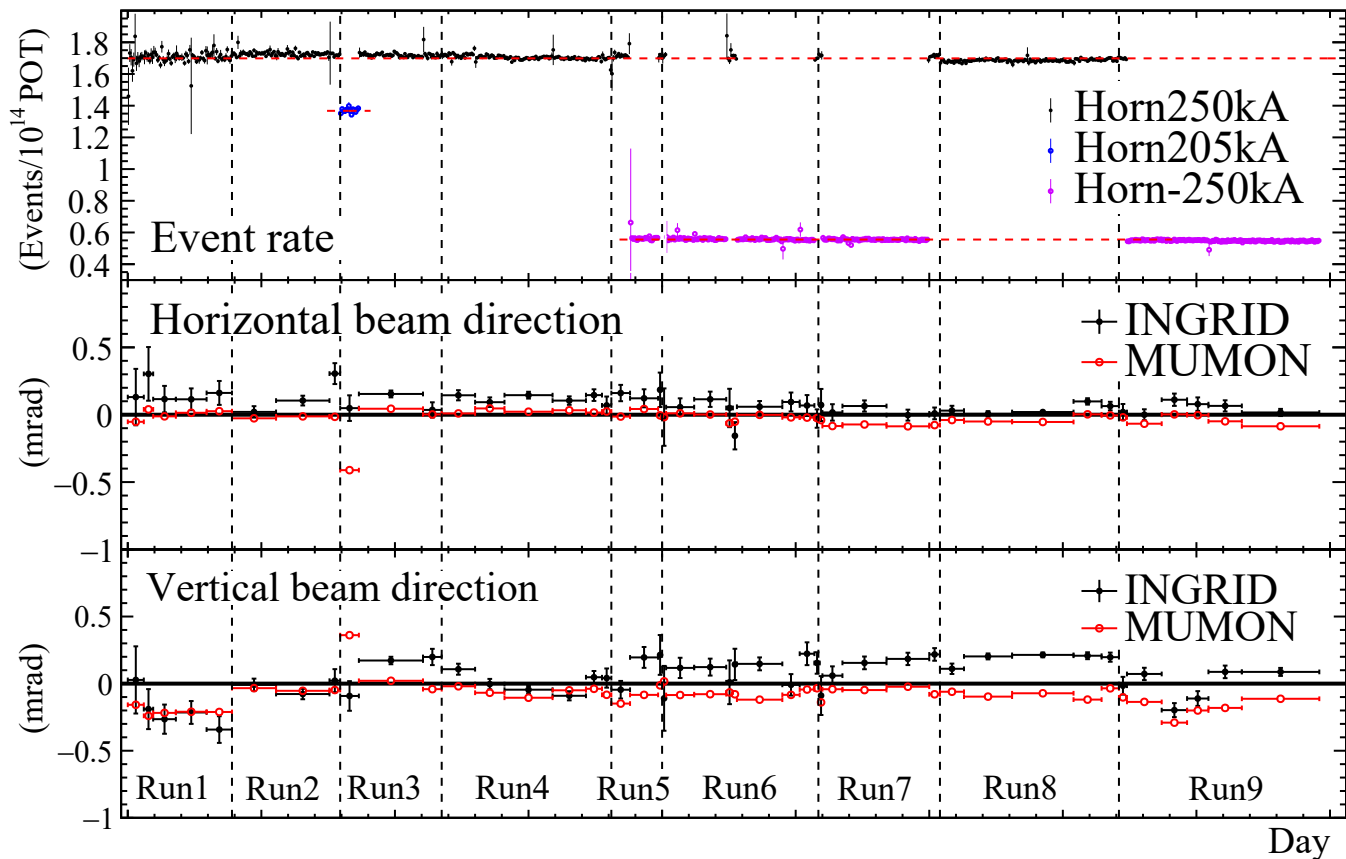 (Events/10¹⁴ POT)
1.8
1.6
1.4
1.2
1
0.8
0.6
0.4
Horn250kA
Horn205kA
Horn-250kA
Event rate
Horizontal beam direction
INGRID
MUMON
(mrad)
0.5
0
−0.5
−1
Vertical beam direction
INGRID
MUMON
(mrad)
0.5
0
−0.5
−1
Run1 Run2 Run3 Run4 Run5 Run6 Run7 Run8 Run9
Day